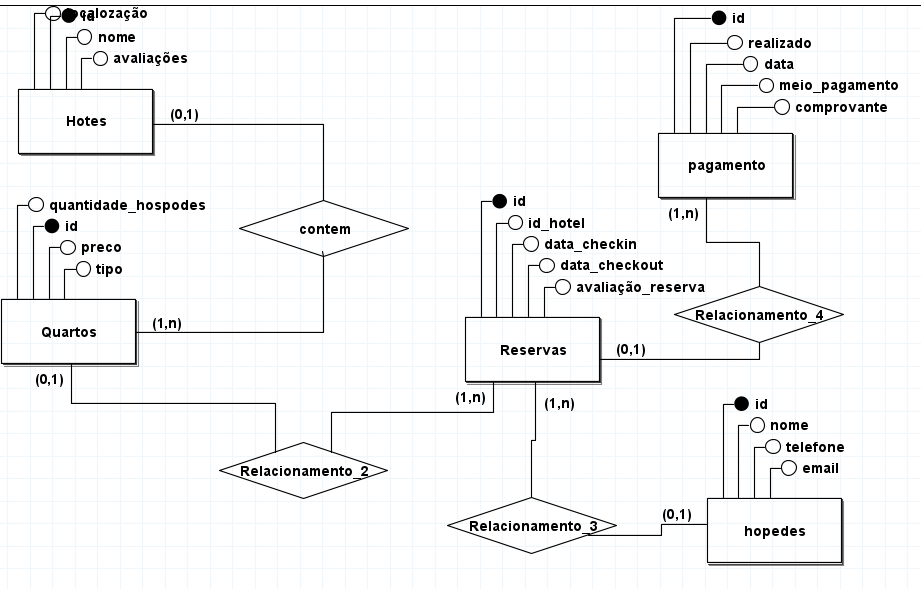 localozação
id
nome
avaliações
Hotes
(0,1)
contem
(1,n)
quantidade_hospodes
id
preco
tipo
Quartos
(0,1)
Relacionamento_2
(1,n)
id
id_hotel
data_checkin
data_checkout
avaliação_reserva
Reservas
(0,1)
(1,n)
Relacionamento_3
(0,1)
id
realizado
data
meio_pagamento
comprovante
pagamento
(1,n)
Relacionamento_4
id
nome
telefone
email
hopedes